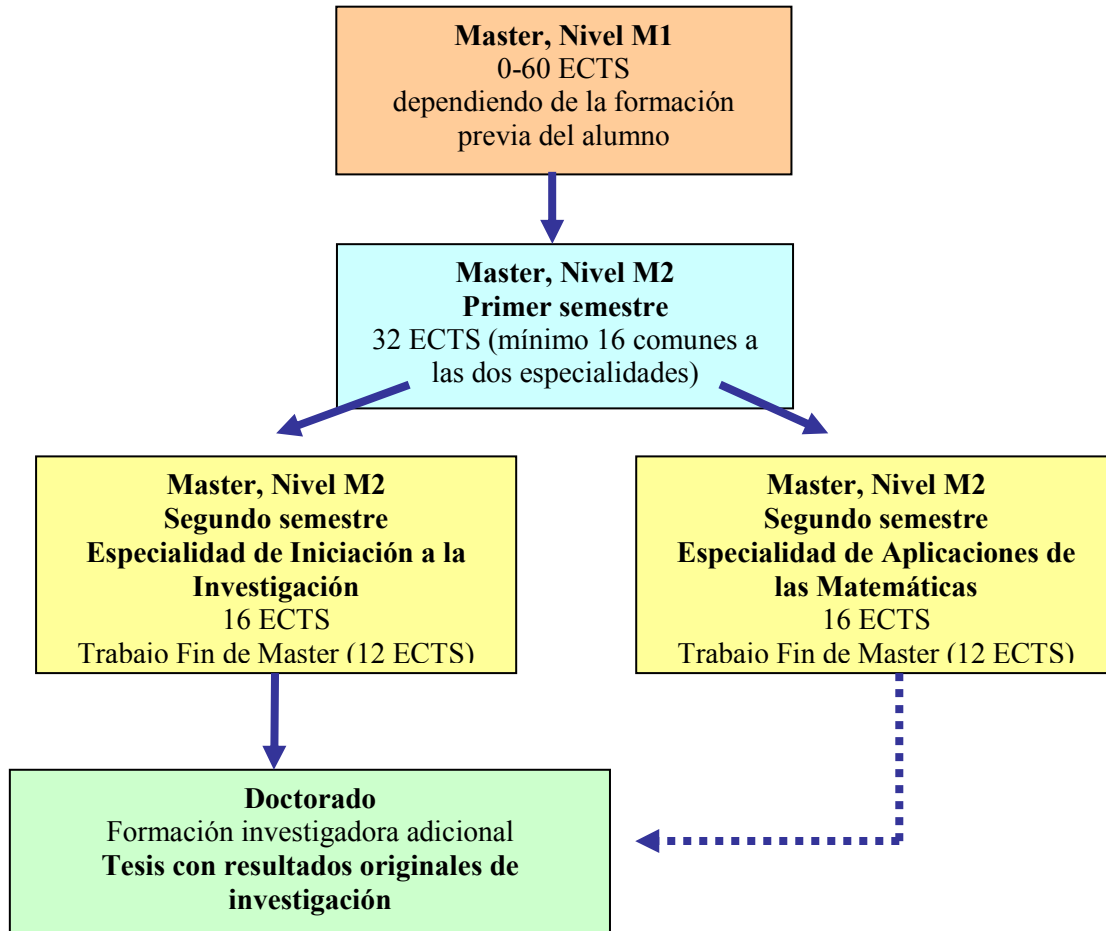 Master, Nivel M1
0-60 ECTS
dependiendo de la formación
previa del alumno
Master, Nivel M2
Primer semestre
32 ECTS (mínimo 16 comunes a
las dos especialidades)
Master, Nivel M2
Segundo semestre
Especialidad de Iniciación a la
Investigación
16 ECTS
Trabajo Fin de Master (12 ECTS)
Master, Nivel M2
Segundo semestre
Especialidad de Aplicaciones de
las Matemáticas
16 ECTS
Trabajo Fin de Master (12 ECTS)
Doctorado
Formación investigadora adicional
Tesis con resultados originales de
investigación